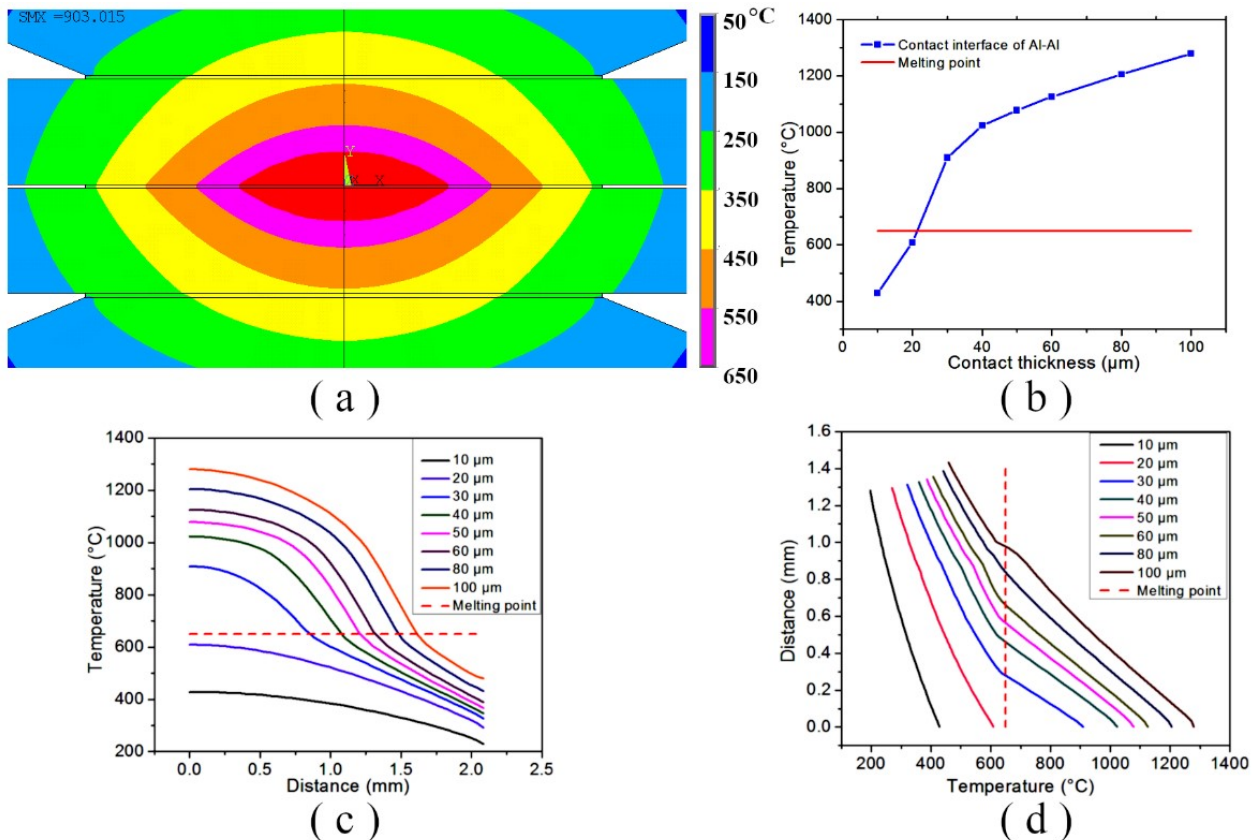 SMX =903.015
Y
X
50°C
150
250
350
450
550
650
( a )
1400
1200
1000
800
600
400
Temperature (°C)
Contact interface of Al-Al
Melting point
0 20 40 60 80 100
Contact thickness (μm)
( b )
1400
1200
1000
800
600
400
200
Temperature (°C)
10 μm
20 μm
30 μm
40 μm
50 μm
60 μm
80 μm
100 μm
Melting point
0.0 0.5 1.0 1.5 2.0 2.5
Distance (mm)
( c )
1.6
1.4
1.2
1.0
0.8
0.6
0.4
0.2
0.0
Distance (mm)
10 μm
20 μm
30 μm
40 μm
50 μm
60 μm
80 μm
100 μm
Melting point
200 400 600 800 1000 1200 1400
Temperature (°C)
( d )